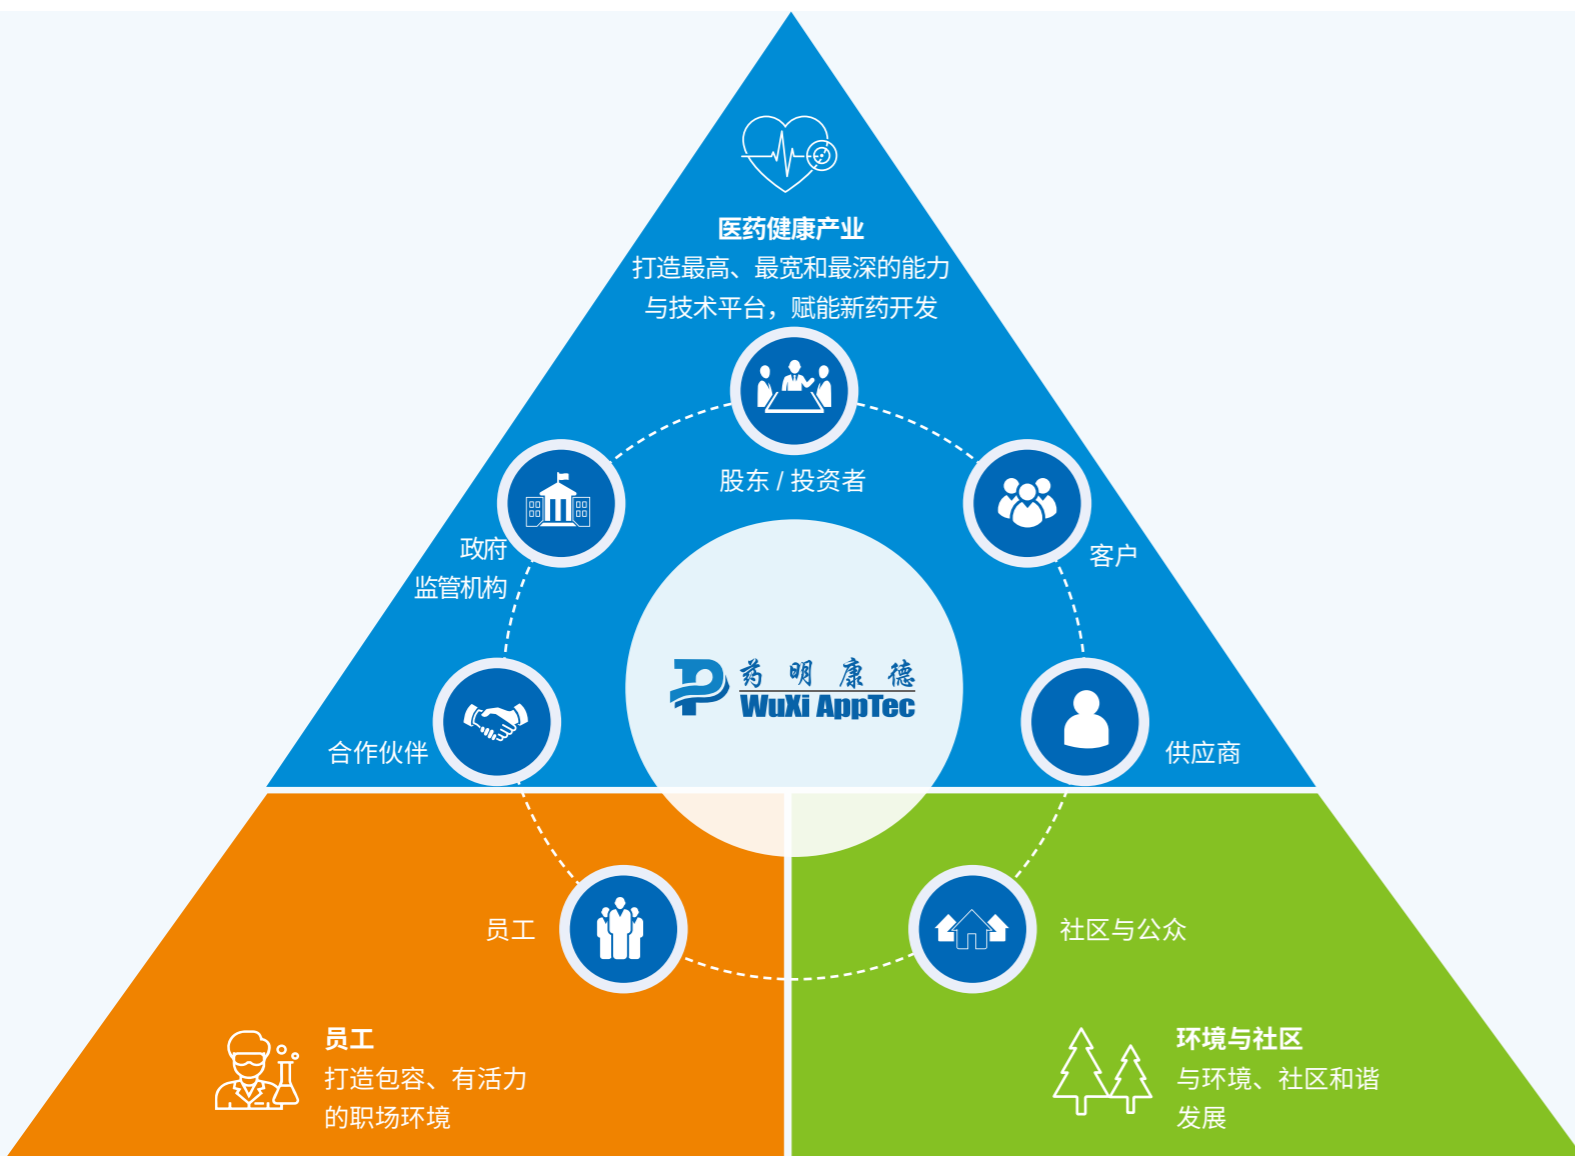 医药健康产业
打造最高、最宽和最深的能力
与技术平台，赋能新药开发
股东 / 投资者
政府
监管机构
客户
药明康德
WuXi AppTec
合作伙伴
供应商
员工
社区与公众
员工
打造包容、有活力
的职场环境
环境与社区
与环境、社区和谐
发展